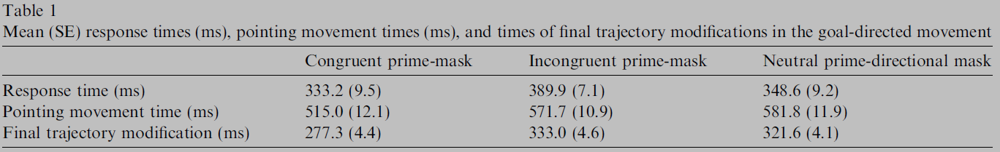 Table 1
Mean (SE) response times (ms), pointing movement times (ms), and times of final trajectory modifications in the goal-directed movement
Congruent prime-mask Incongruent prime-mask Neutral prime-directional mask
Response time (ms) 333.2 (9.5) 389.9 (7.1) 348.6 (9.2)
Pointing movement time (ms) 515.0 (12.1) 571.7 (10.9) 581.8 (11.9)
Final trajectory modification (ms) 277.3 (4.4) 333.0 (4.6) 321.6 (4.1)